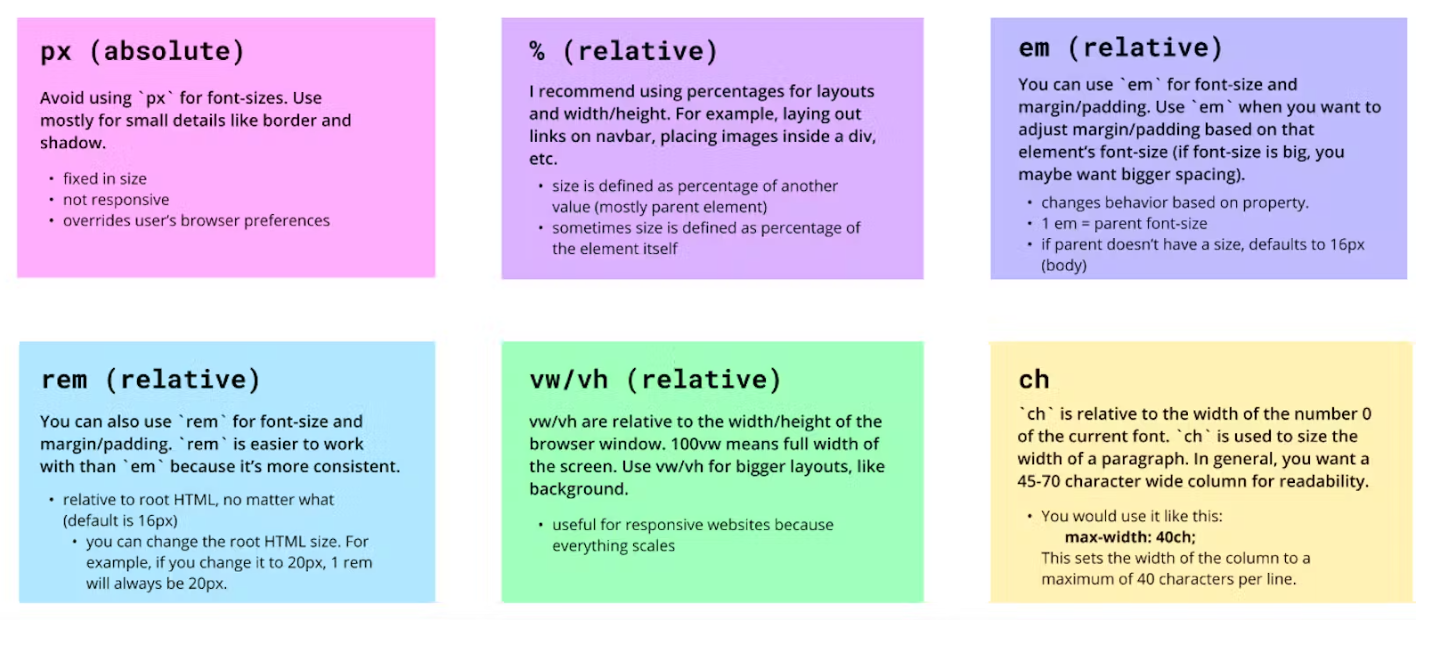 px (absolute)
Avoid using `px` for font-sizes. Use
mostly for small details like border and
shadow.
• fixed in size
• not responsive
• overrides user's browser preferences
% (relative)
I recommend using percentages for layouts
and width/height. For example, laying out
links on navbar, placing images inside a div,
etc.
• size is defined as percentage of another
value (mostly parent element)
• sometimes size is defined as percentage of
the element itself
em (relative)
You can use `em` for font-size and
margin/padding. Use `em` when you want to
adjust margin/padding based on that
element's font-size (if font-size is big, you
maybe want bigger spacing).
• changes behavior based on property.
• 1 em = parent font-size
• if parent doesn't have a size, defaults to 16px
(body)
rem (relative)
You can also use `rem` for font-size and
margin/padding. `rem` is easier to work
with than `em` because it's more consistent.
• relative to root HTML, no matter what
(default is 16px)
• you can change the root HTML size. For
example, if you change it to 20px, 1 rem
will always be 20px.
vw/vh (relative)
vw/vh are relative to the width/height of the
browser window. 100vw means full width of
the screen. Use vw/vh for bigger layouts, like
background.
• useful for responsive websites because
everything scales
ch
`ch` is relative to the width of the number 0
of the current font. `ch` is used to size the
width of a paragraph. In general, you want a
45-70 character wide column for readability.
• You would use it like this:
max-width: 40ch;
This sets the width of the column to a
maximum of 40 characters per line.